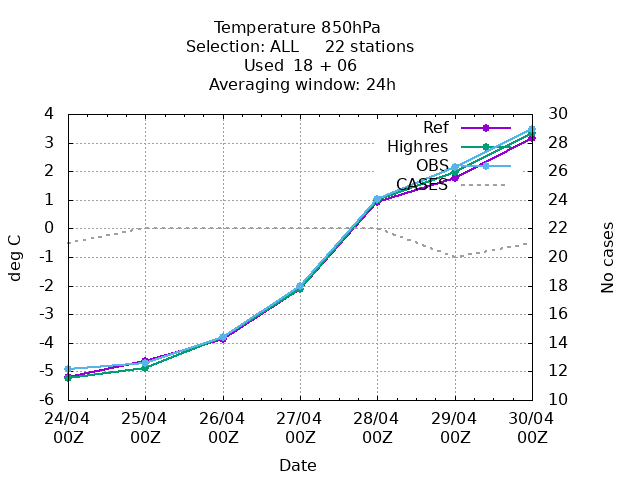 Temperature 850hPa
Selection: ALL     22 stations
Used  18 + 06
Averaging window: 24h
4
3
2
1
0
-1
-2
-3
-4
-5
-6
deg C
30
28
26
24
22
20
18
16
14
12
10
No cases
Ref
Highres
OBS
CASES
24/04 25/04 26/04 27/04 28/04 29/04 30/04
00Z 00Z 00Z 00Z 00Z 00Z 00Z
Date